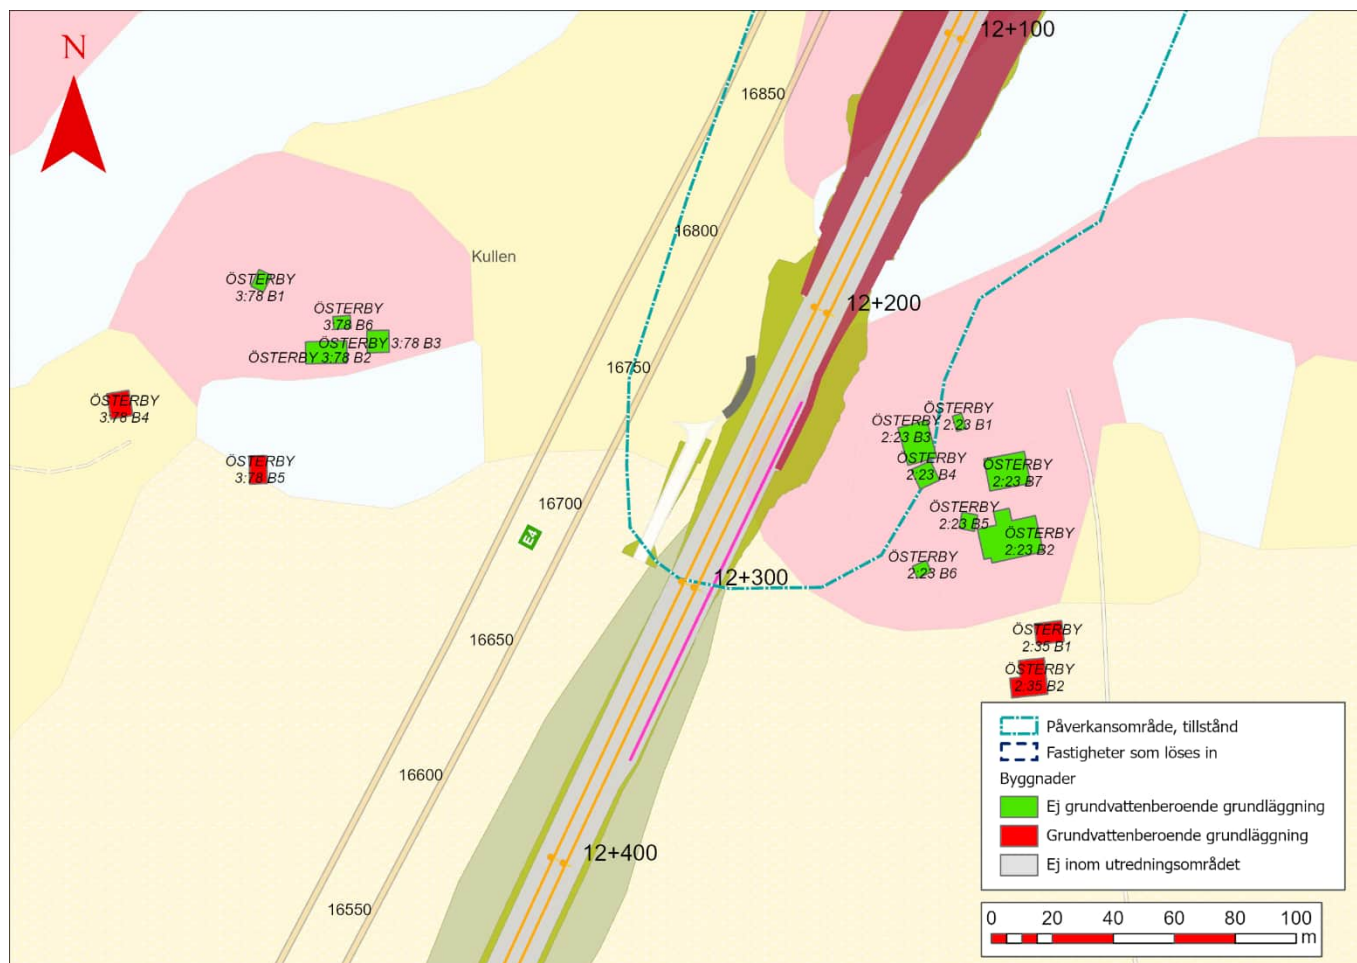 N
12+100
16850
16800
Kullen
ÖSTERBY
3:78 B1
ÖSTERBY
3:78 B6
ÖSTERBY 3:78 B3
ÖSTERBY 3:78 B2
12+200
16750
ÖSTERBY
3:78 B4
ÖSTERBY
2:23 B1
ÖSTERBY
2:23 B3
ÖSTERBY
2:23 B4
ÖSTERBY
2:23 B7
ÖSTERBY
3:78 B5
16700
E4
ÖSTERBY
2:23 B5
ÖSTERBY
2:23 B2
ÖSTERBY
2:23 B6
12+300
16650
ÖSTERBY
2:35 B1
ÖSTERBY
2:35 B2
16600
12+400
16550
Påverkansområde, tillstånd
Fastigheter som löses in
Byggnader
Ej grundvattenberoende grundläggning
Grundvattenberoende grundläggning
Ej inom utredningsområdet
0 20 40 60 80 100
m